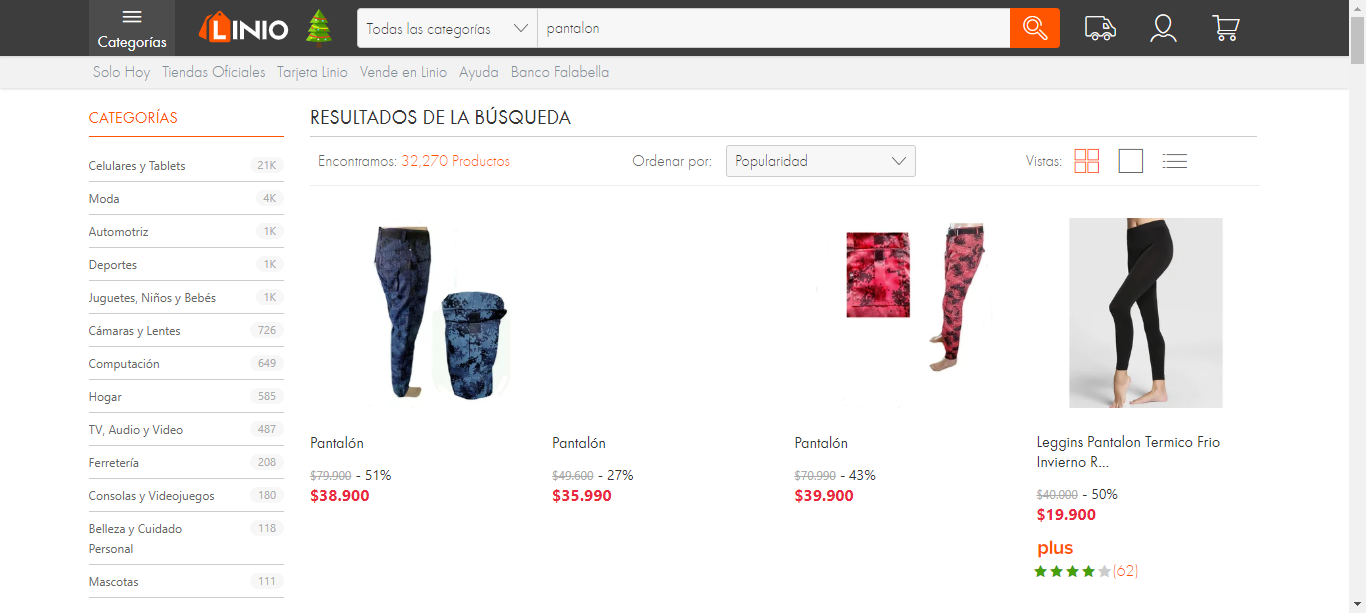 Categorías
LINIO
Todas las categorías
pantalon
Solo Hoy Tiendas Oficiales Tarjeta Linio Vende en Linio Ayuda Banco Falabella
CATEGORÍAS
Celulares y Tablets 21K
Moda 4K
Automotriz 1K
Deportes 1K
Juguetes, Niños y Bebés 1K
Cámaras y Lentes 726
Computación 649
Hogar 585
TV, Audio y Video 487
Ferretería 208
Consolas y Videojuegos 180
Belleza y Cuidado 118
Personal
Mascotas 111
RESULTADOS DE LA BÚSQUEDA
Encontramos: 32,270 Productos
Ordenar por: Popularidad
Vistas:
Pantalón
$79.900 - 51%
$38.900
Pantalón
$49.600 - 27%
$35.990
Pantalón
$70.990 - 43%
$39.900
Leggins Pantalon Termico Frio
Invierno R...
$40.000 - 50%
$19.900
plus
(62)